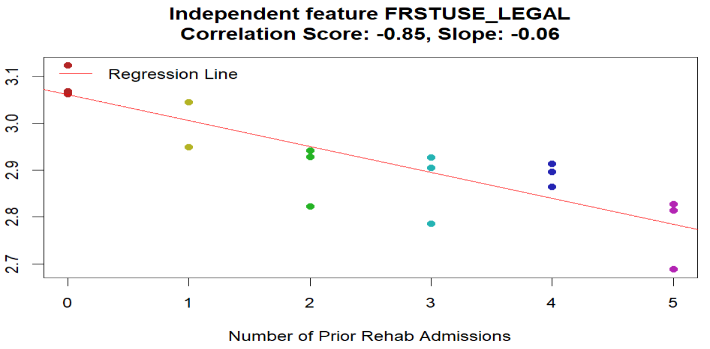 Independent feature FRSTUSE_LEGAL
Correlation Score: -0.85, Slope: -0.06
3.1
Regression Line
3.0
2.9
2.8
2.7
0 1 2 3 4 5
Number of Prior Rehab Admissions